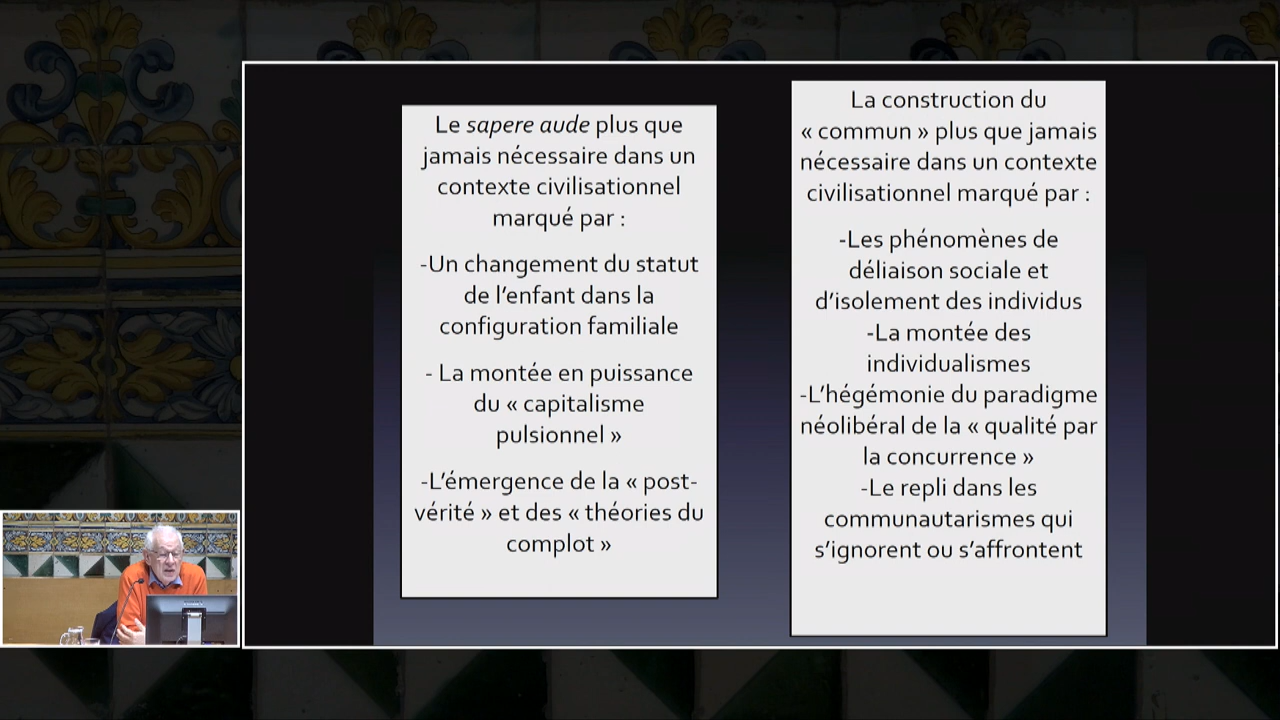 Le sapere aude plus que
jamais nécessaire dans un
contexte civilisationnel
marqué par :
-Un changement du statut
de l’enfant dans la
configuration familiale
- La montée en puissance
du « capitalisme
pulsionnel »
-L’émergence de la « post-
vérité » et des « théories du
complot »
La construction du
« commun » plus que jamais
nécessaire dans un contexte
civilisationnel marqué par :
-Les phénomènes de
déliaison sociale et
d’isolement des individus
-La montée des
individualismes
-L’hégémonie du paradigme
néolibéral de la « qualité par
la concurrence »
-Le repli dans les
communautarismes qui
s’ignorent ou s’affrontent